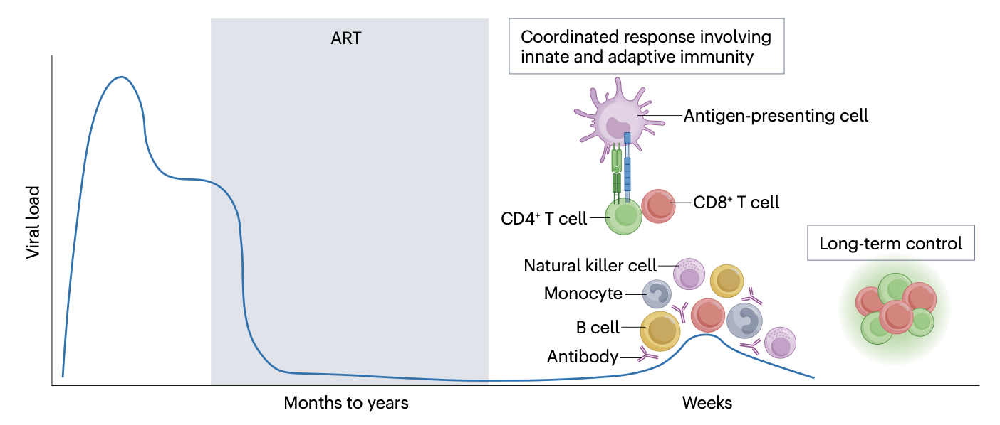 ART
Coordinated response involving
innate and adaptive immunity
Antigen-presenting cell
CD8⁺ T cell
CD4⁺ T cell
Long-term control
Natural killer cell
Monocyte
B cell
Antibody
Viral load
Months to years
Weeks